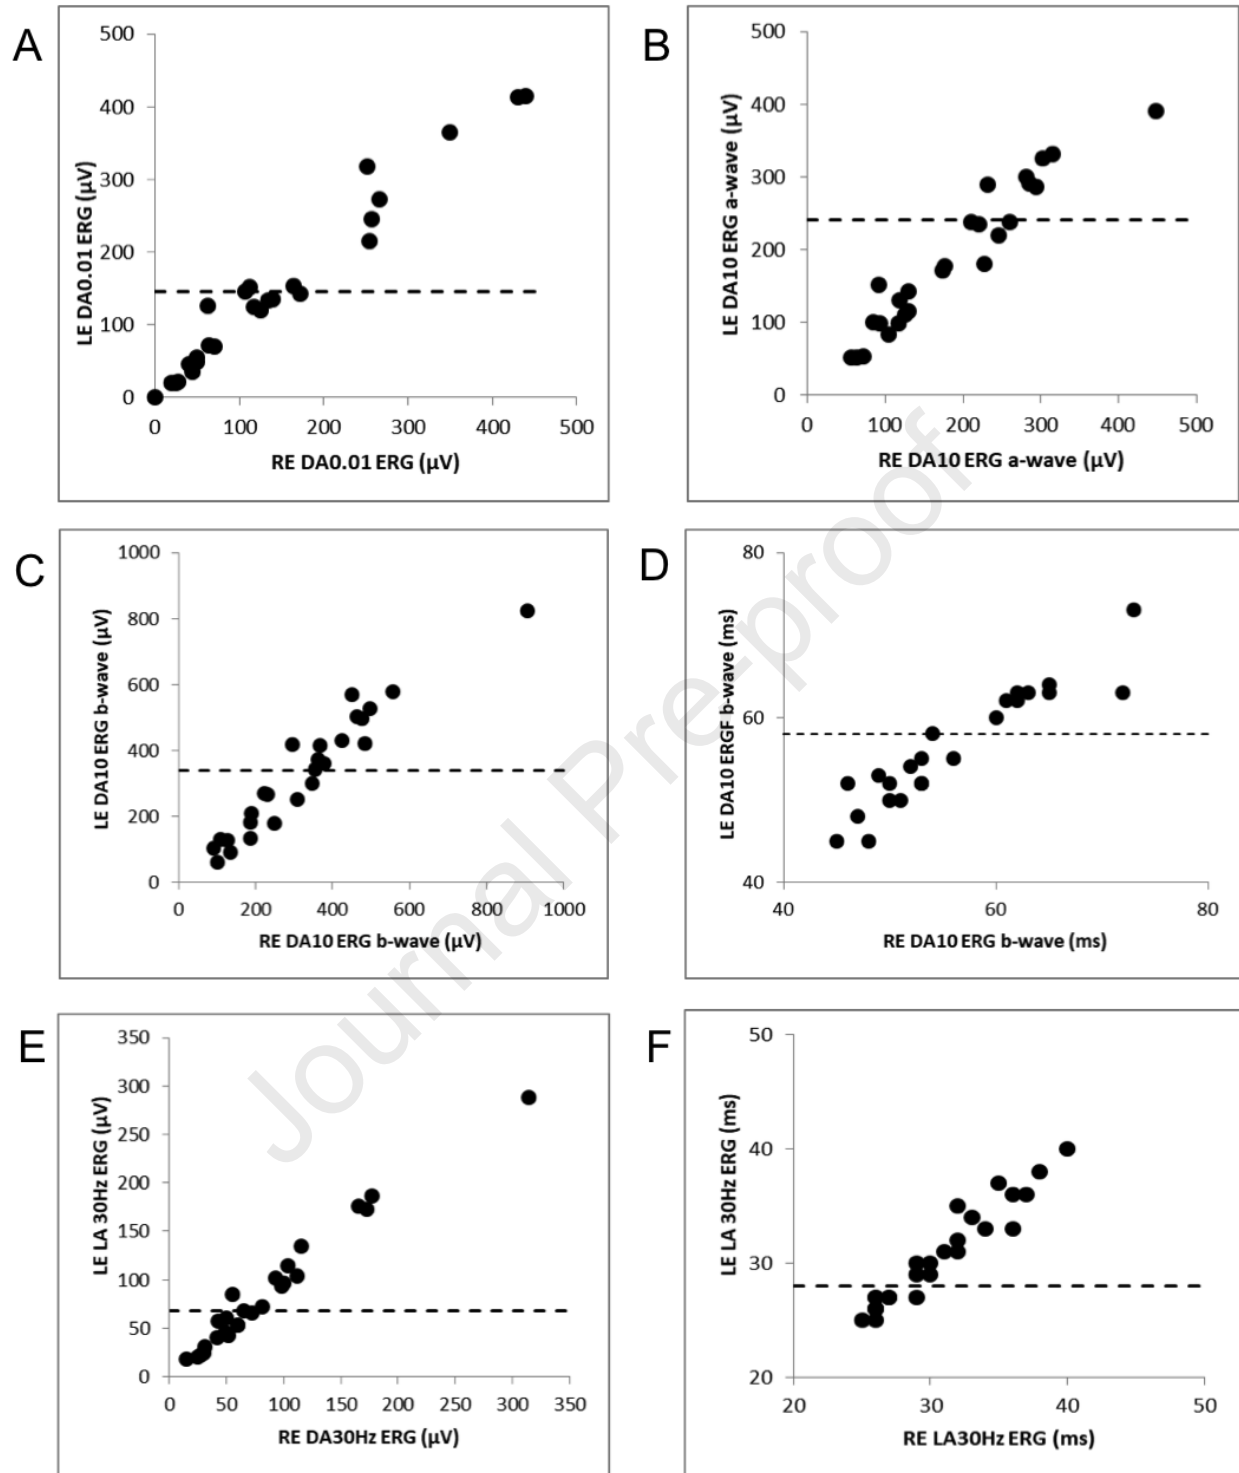 A
LE DA0.01 ERG (µV)
500
400
300
200
100
0
0 100 200 300 400 500
RE DA0.01 ERG (µV)
B
LE DA10 ERG a-wave (µV)
500
400
300
200
100
0
0 100 200 300 400 500
RE DA10 ERG a-wave (µV)
C
LE DA10 ERG b-wave (µV)
1000
800
600
400
200
0
0 200 400 600 800 1000
RE DA10 ERG b-wave (µV)
D
LE DA10 ERGF b-wave (ms)
80
60
40
40 60 80
RE DA10 ERG b-wave (ms)
E
LE LA 30Hz ERG (µV)
350
300
250
200
150
100
50
0
0 50 100 150 200 250 300 350
RE DA30Hz ERG (µV)
F
LE LA 30Hz ERG (ms)
50
40
30
20
20 30 40 50
RE LA30Hz ERG (ms)
Journal Pre-proof